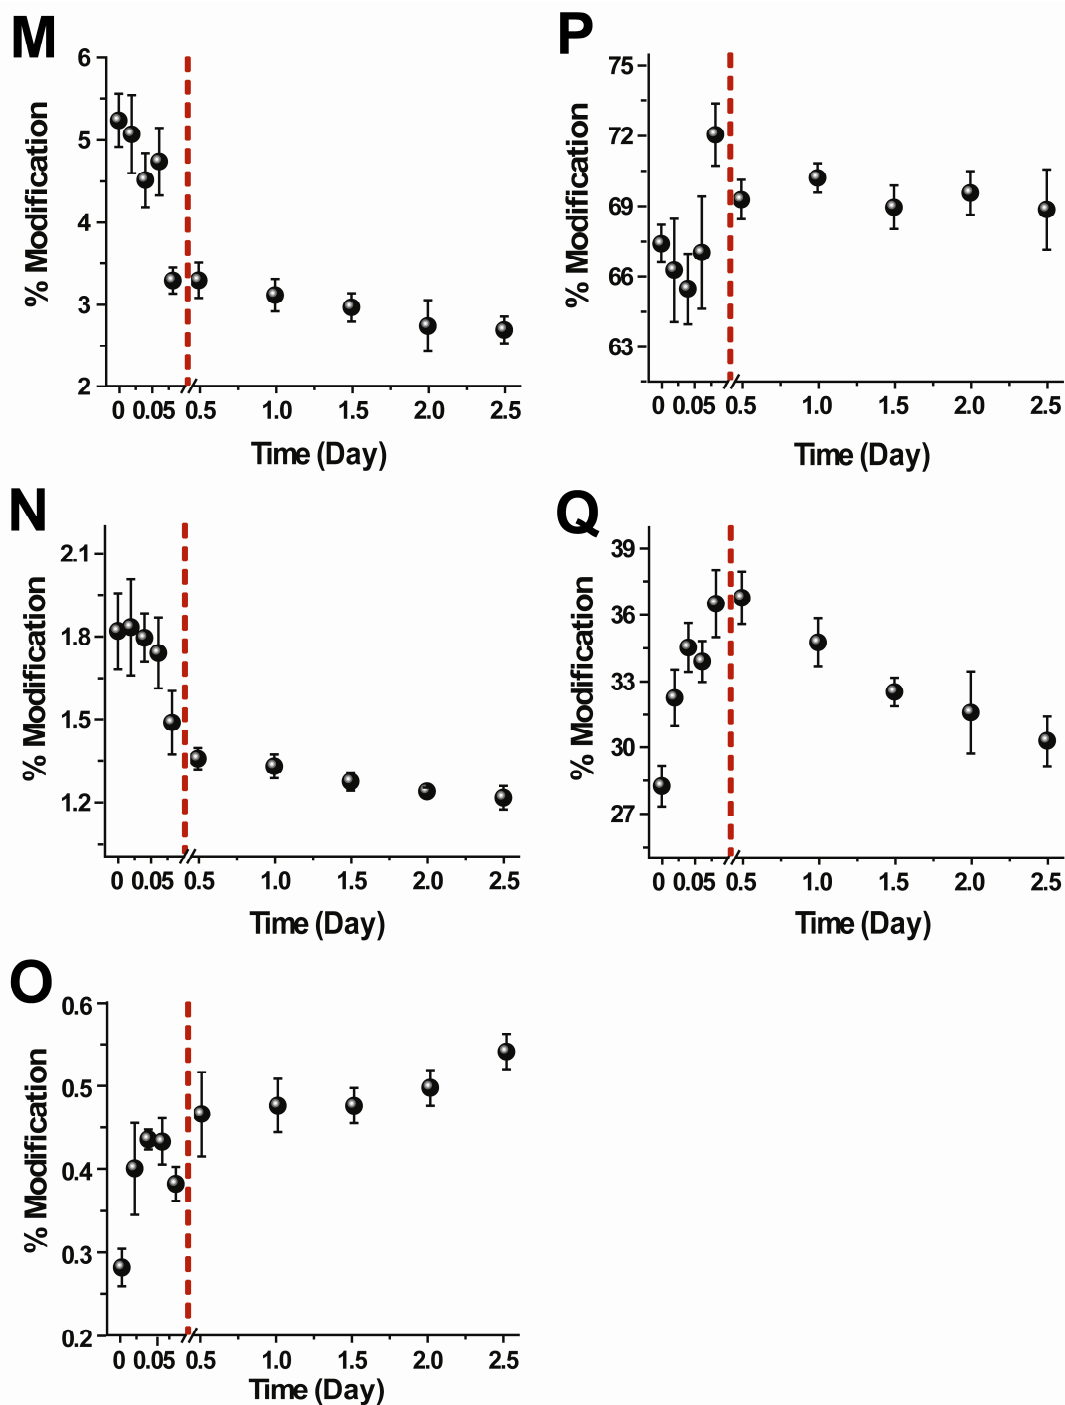 M
% Modification
6
5
4
3
2
0 0.05 0.5 1.0 1.5 2.0 2.5
Time (Day)
P
% Modification
75
72
69
66
63
0 0.05 0.5 1.0 1.5 2.0 2.5
Time (Day)
N
% Modification
2.1
1.8
1.5
1.2
0 0.05 0.5 1.0 1.5 2.0 2.5
Time (Day)
Q
% Modification
39
36
33
30
27
0 0.05 0.5 1.0 1.5 2.0 2.5
Time (Day)
O
% Modification
0.6
0.5
0.4
0.3
0.2
0 0.05 0.5 1.0 1.5 2.0 2.5
Time (Day)